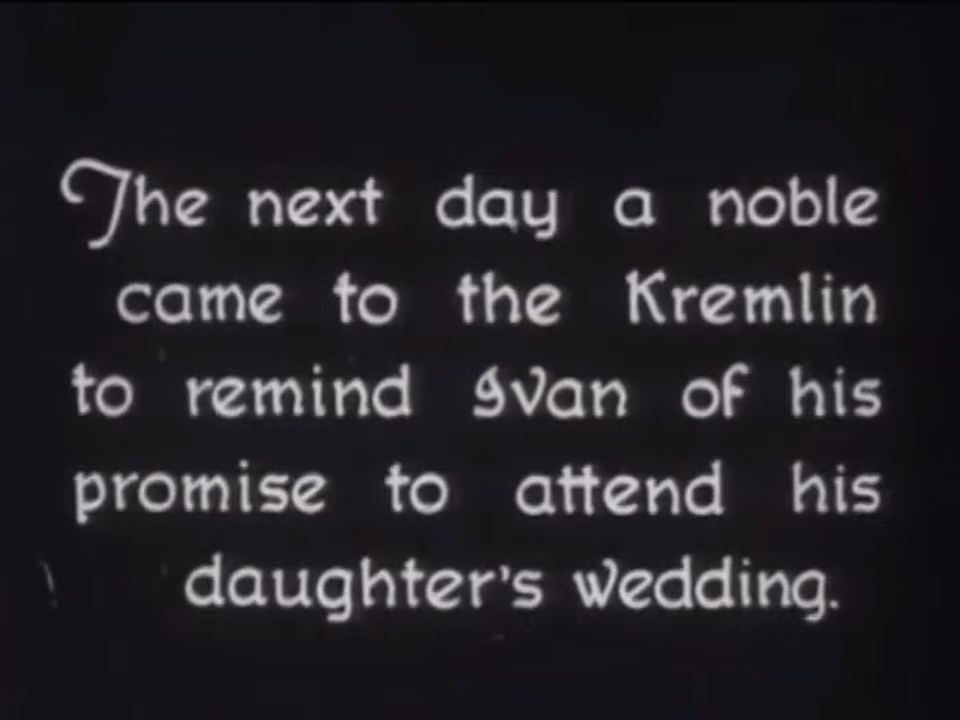 The next day a noble
came to the Kremlin
to remind Ivan of his
promise to attend his
daughter's wedding.